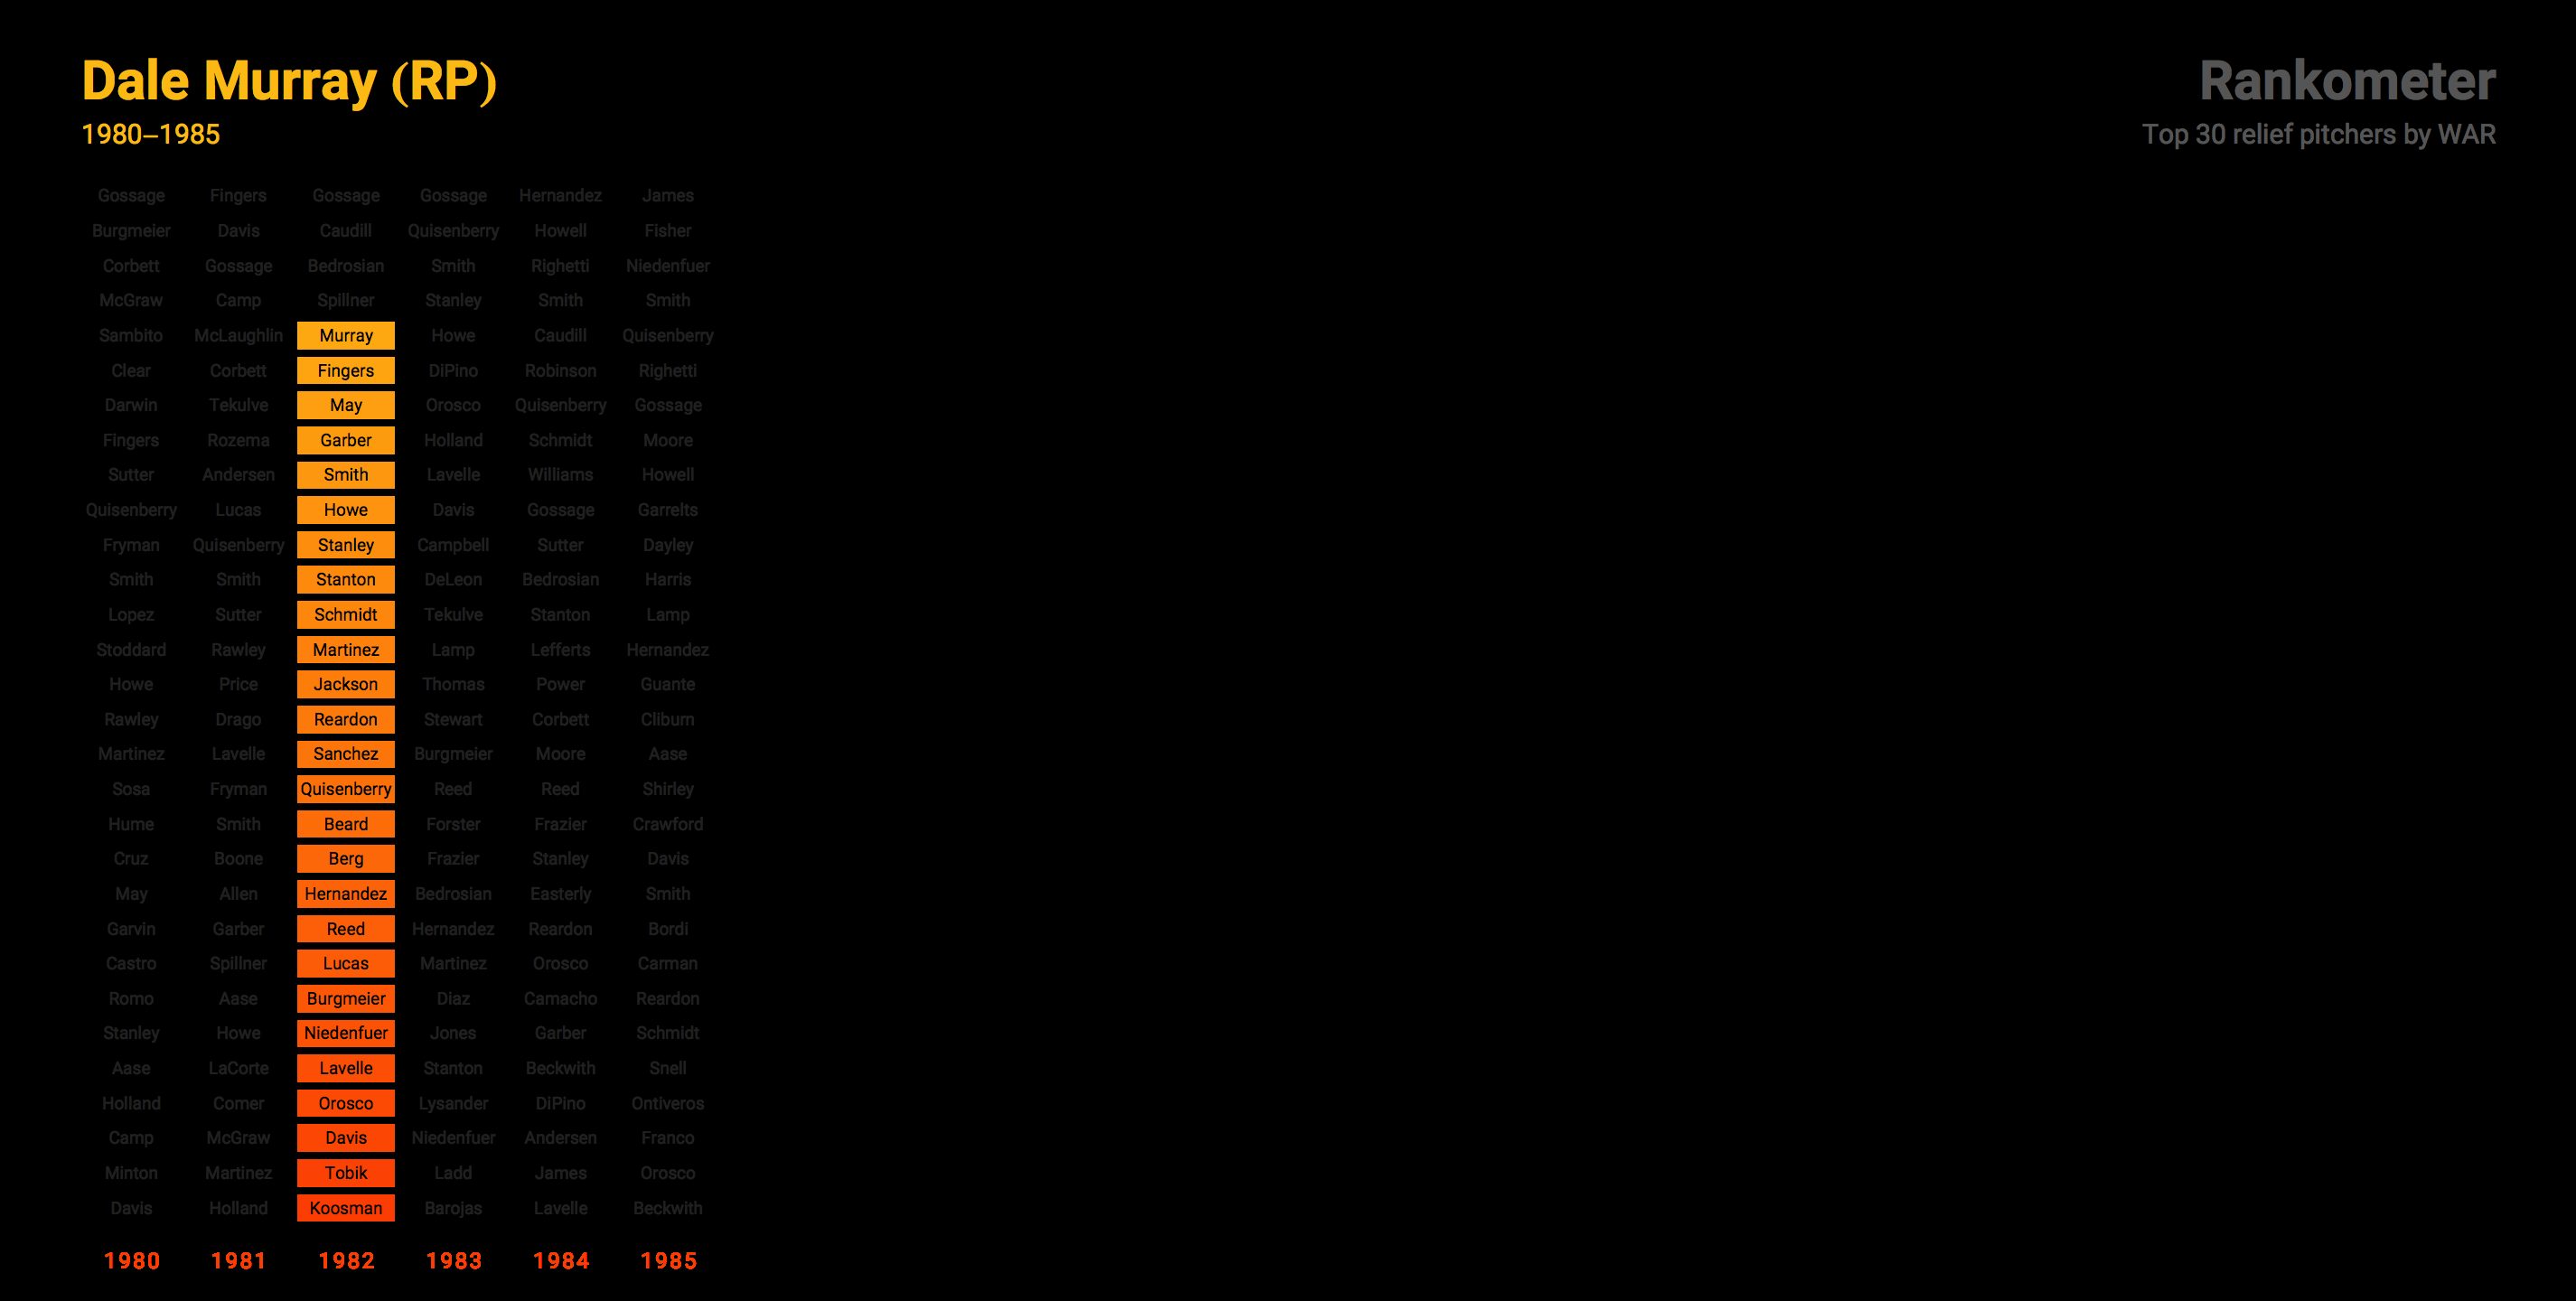 Dale Murray (RP)
1980–1985
Rankometer
Top 30 relief pitchers by WAR
Gossage Fingers Gossage Gossage Hernandez James
Burgmeier Davis Caudill Quisenberry Howell Fisher
Corbett Gossage Bedrosian Smith Righetti Niedenfuer
McGraw Camp Spillner Stanley Smith Smith
Sambito McLaughlin Murray Howe Caudill Quisenberry
Clear Corbett Fingers DiPino Robinson Righetti
Darwin Tekulve May Orosco Quisenberry Gossage
Fingers Rozema Garber Holland Schmidt Moore
Sutter Andersen Smith Lavelle Williams Howell
Quisenberry Lucas Howe Davis Gossage Garrelts
Fryman Quisenberry Stanley Campbell Sutter Dayley
Smith Smith Stanton DeLeon Bedrosian Harris
Lopez Sutter Schmidt Tekulve Stanton Lamp
Stoddard Rawley Martinez Lamp Lefferts Hernandez
Howe Price Jackson Thomas Power Guante
Rawley Drago Reardon Stewart Corbett Cliburn
Martinez Lavelle Sanchez Burgmeier Moore Aase
Sosa Fryman Quisenberry Reed Reed Shirley
Hume Smith Beard Forster Frazier Crawford
Cruz Boone Berg Frazier Stanley Davis
May Allen Hernandez Bedrosian Easterly Smith
Garvin Garber Reed Hernandez Reardon Bordi
Castro Spillner Lucas Martinez Orosco Carman
Romo Aase Burgmeier Diaz Camacho Reardon
Stanley Howe Niedenfuer Jones Garber Schmidt
Aase LaCorte Lavelle Stanton Beckwith Snell
Holland Comer Orosco Lysander DiPino Ontiveros
Camp McGraw Davis Niedenfuer Andersen Franco
Minton Martinez Tobik Ladd James Orosco
Davis Holland Koosman Barojas Lavelle Beckwith
1980 1981 1982 1983 1984 1985